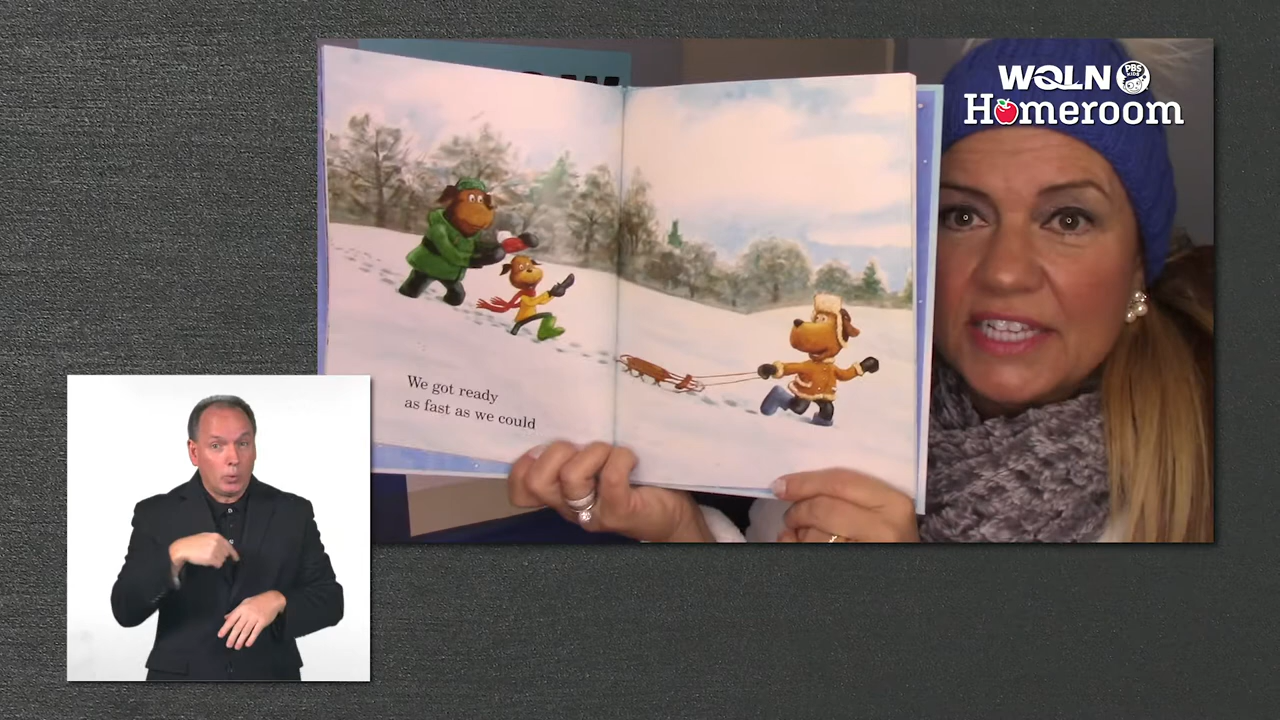 WQLN
PBS
KIDS
Homeroom
We got ready
as fast as we could